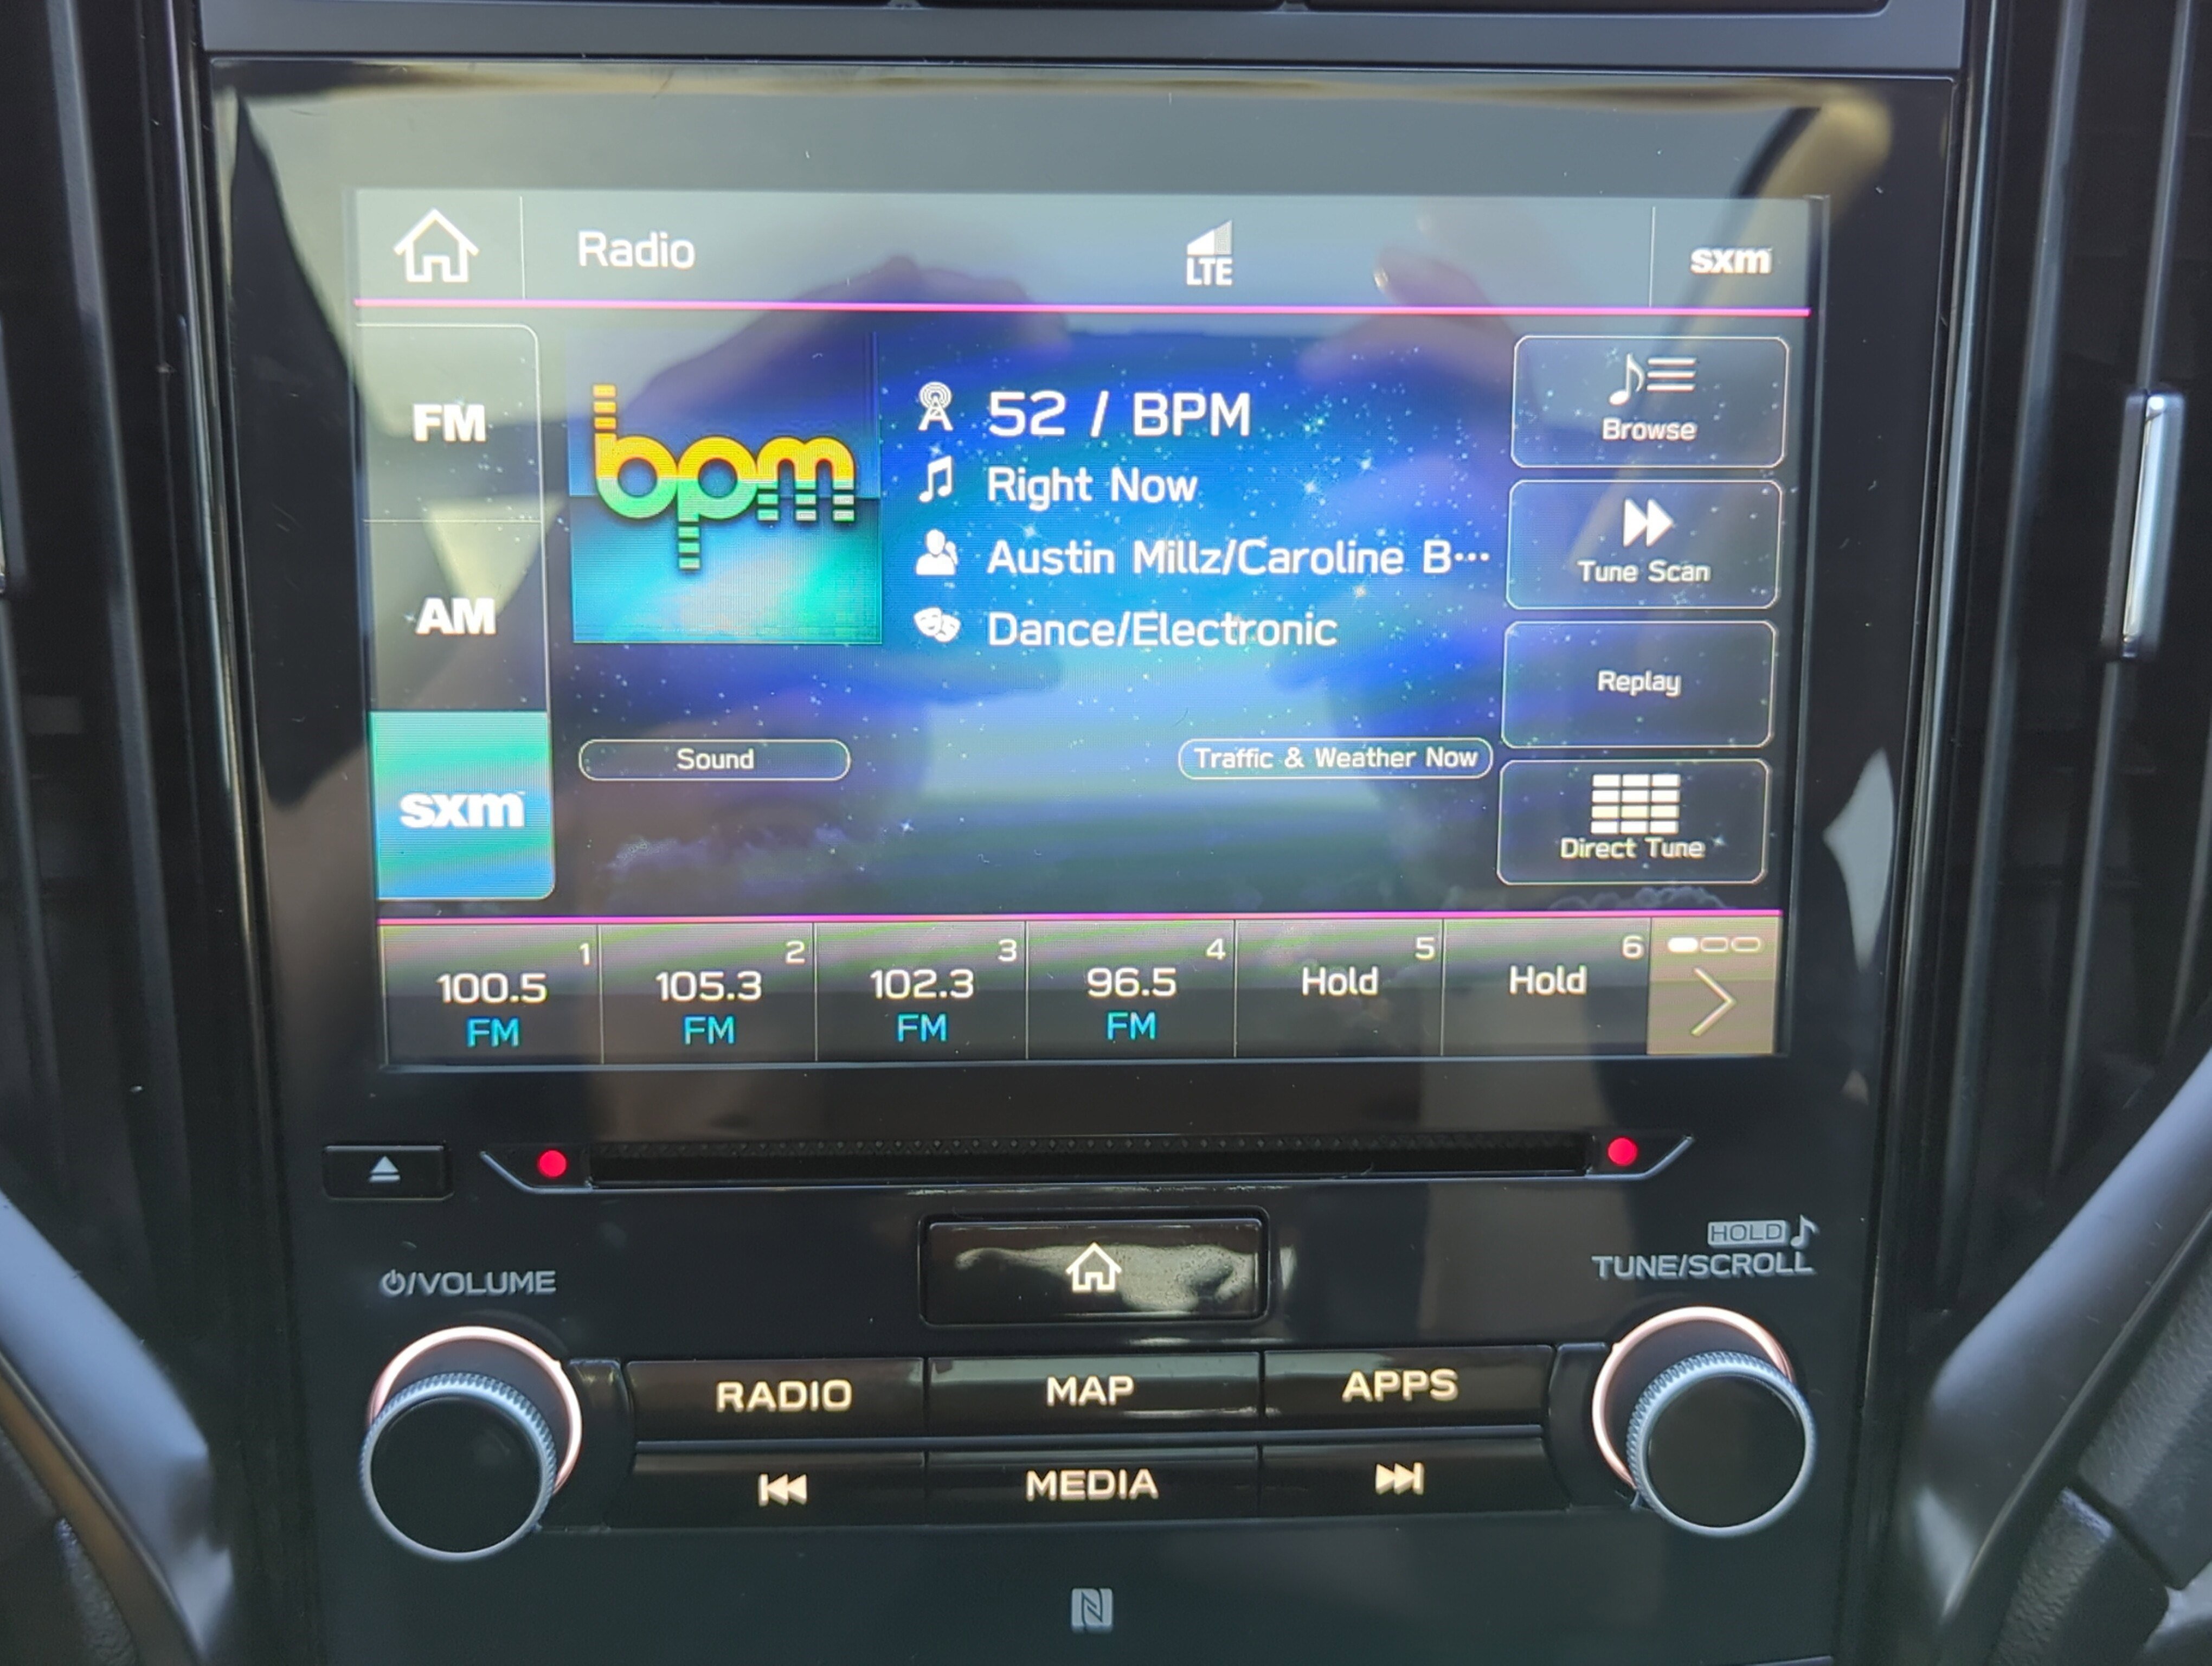 Radio
LTE
sxm
FM
AM
sxm
bpm
52 / BPM
Right Now
Austin Millz/Caroline B···
Dance/Electronic
Sound
Traffic & Weather Now
Browse
Tune Scan
Replay
Direct Tune
1
100.5
FM
2
105.3
FM
3
102.3
FM
4
96.5
FM
5
Hold
6
Hold
/VOLUME
HOLD
TUNE/SCROLL
RADIO
MAP
APPS
MEDIA